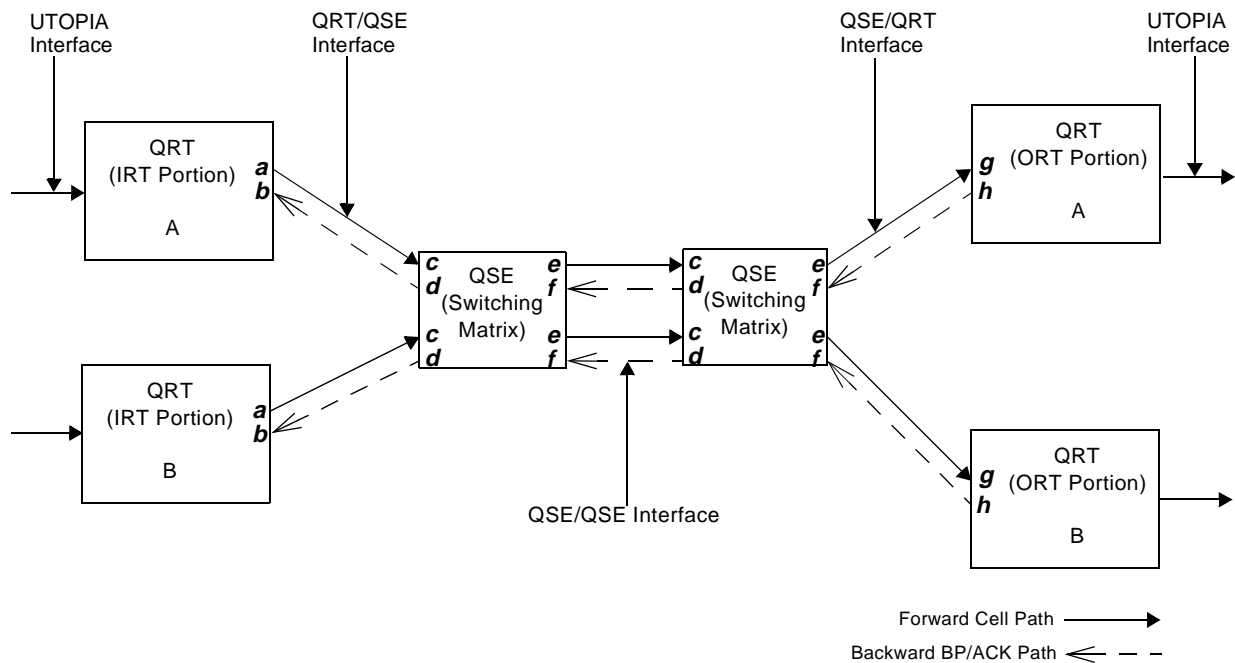 UTOPIA
Interface
QRT/QSE
Interface
QSE/QRT
Interface
UTOPIA
Interface
QRT
(IRT Portion)
A
a
b
QRT
(ORT Portion)
A
g
h
c
d
c
d
QSE
(Switching
Matrix)
e
f
e
f
c
d
c
d
QSE
(Switching
Matrix)
e
f
e
f
QRT
(IRT Portion)
B
a
b
QRT
(ORT Portion)
B
g
h
QSE/QSE Interface
Forward Cell Path
Backward BP/ACK Path